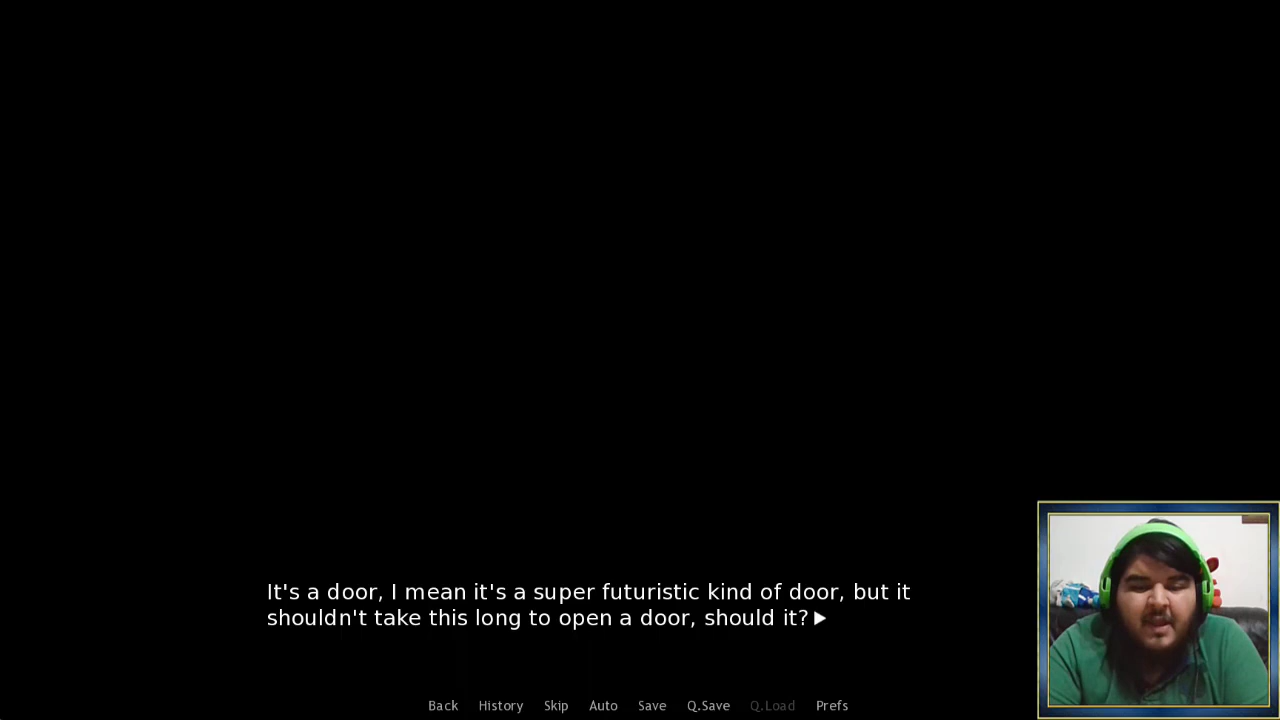 It's a door, I mean it's a super futuristic kind of door, but it
shouldn't take this long to open a door, should it?
Back History Skip Auto Save Q.Save Q.Load Prefs